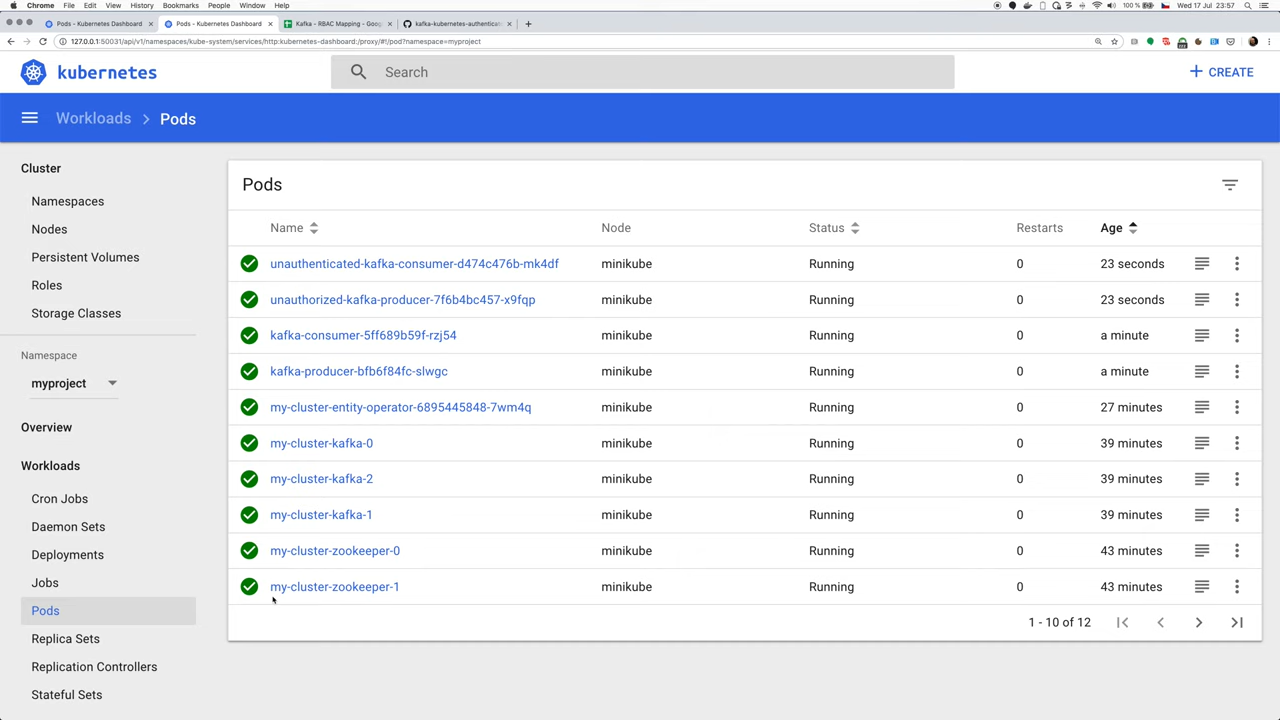 Chrome File Edit View History Bookmarks People Window Help 100 % Wed 17 Jul 23:57
Pods - Kubernetes Dashboard × Pods - Kubernetes Dashboard × Kafka - RBAC Mapping - Goog × kafka-kubernetes-authentica × +
127.0.0.1:50031/api/v1/namespaces/kube-system/services/http:kubernetes-dashboard:/proxy/#!/pod?namespace=myproject
kubernetes Search + CREATE
Workloads > Pods
Cluster
Namespaces
Nodes
Persistent Volumes
Roles
Storage Classes
Namespace
myproject
Overview
Workloads
Cron Jobs
Daemon Sets
Deployments
Jobs
Pods
Replica Sets
Replication Controllers
Stateful Sets
Pods
Name Node Status Restarts Age
unauthenticated-kafka-consumer-d474c476b-mk4df minikube Running 0 23 seconds
unauthorized-kafka-producer-7f6b4bc457-x9fqp minikube Running 0 23 seconds
kafka-consumer-5ff689b59f-rzj54 minikube Running 0 a minute
kafka-producer-bfb6f84fc-slwgc minikube Running 0 a minute
my-cluster-entity-operator-6895445848-7wm4q minikube Running 0 27 minutes
my-cluster-kafka-0 minikube Running 0 39 minutes
my-cluster-kafka-2 minikube Running 0 39 minutes
my-cluster-kafka-1 minikube Running 0 39 minutes
my-cluster-zookeeper-0 minikube Running 0 43 minutes
my-cluster-zookeeper-1 minikube Running 0 43 minutes
1 - 10 of 12